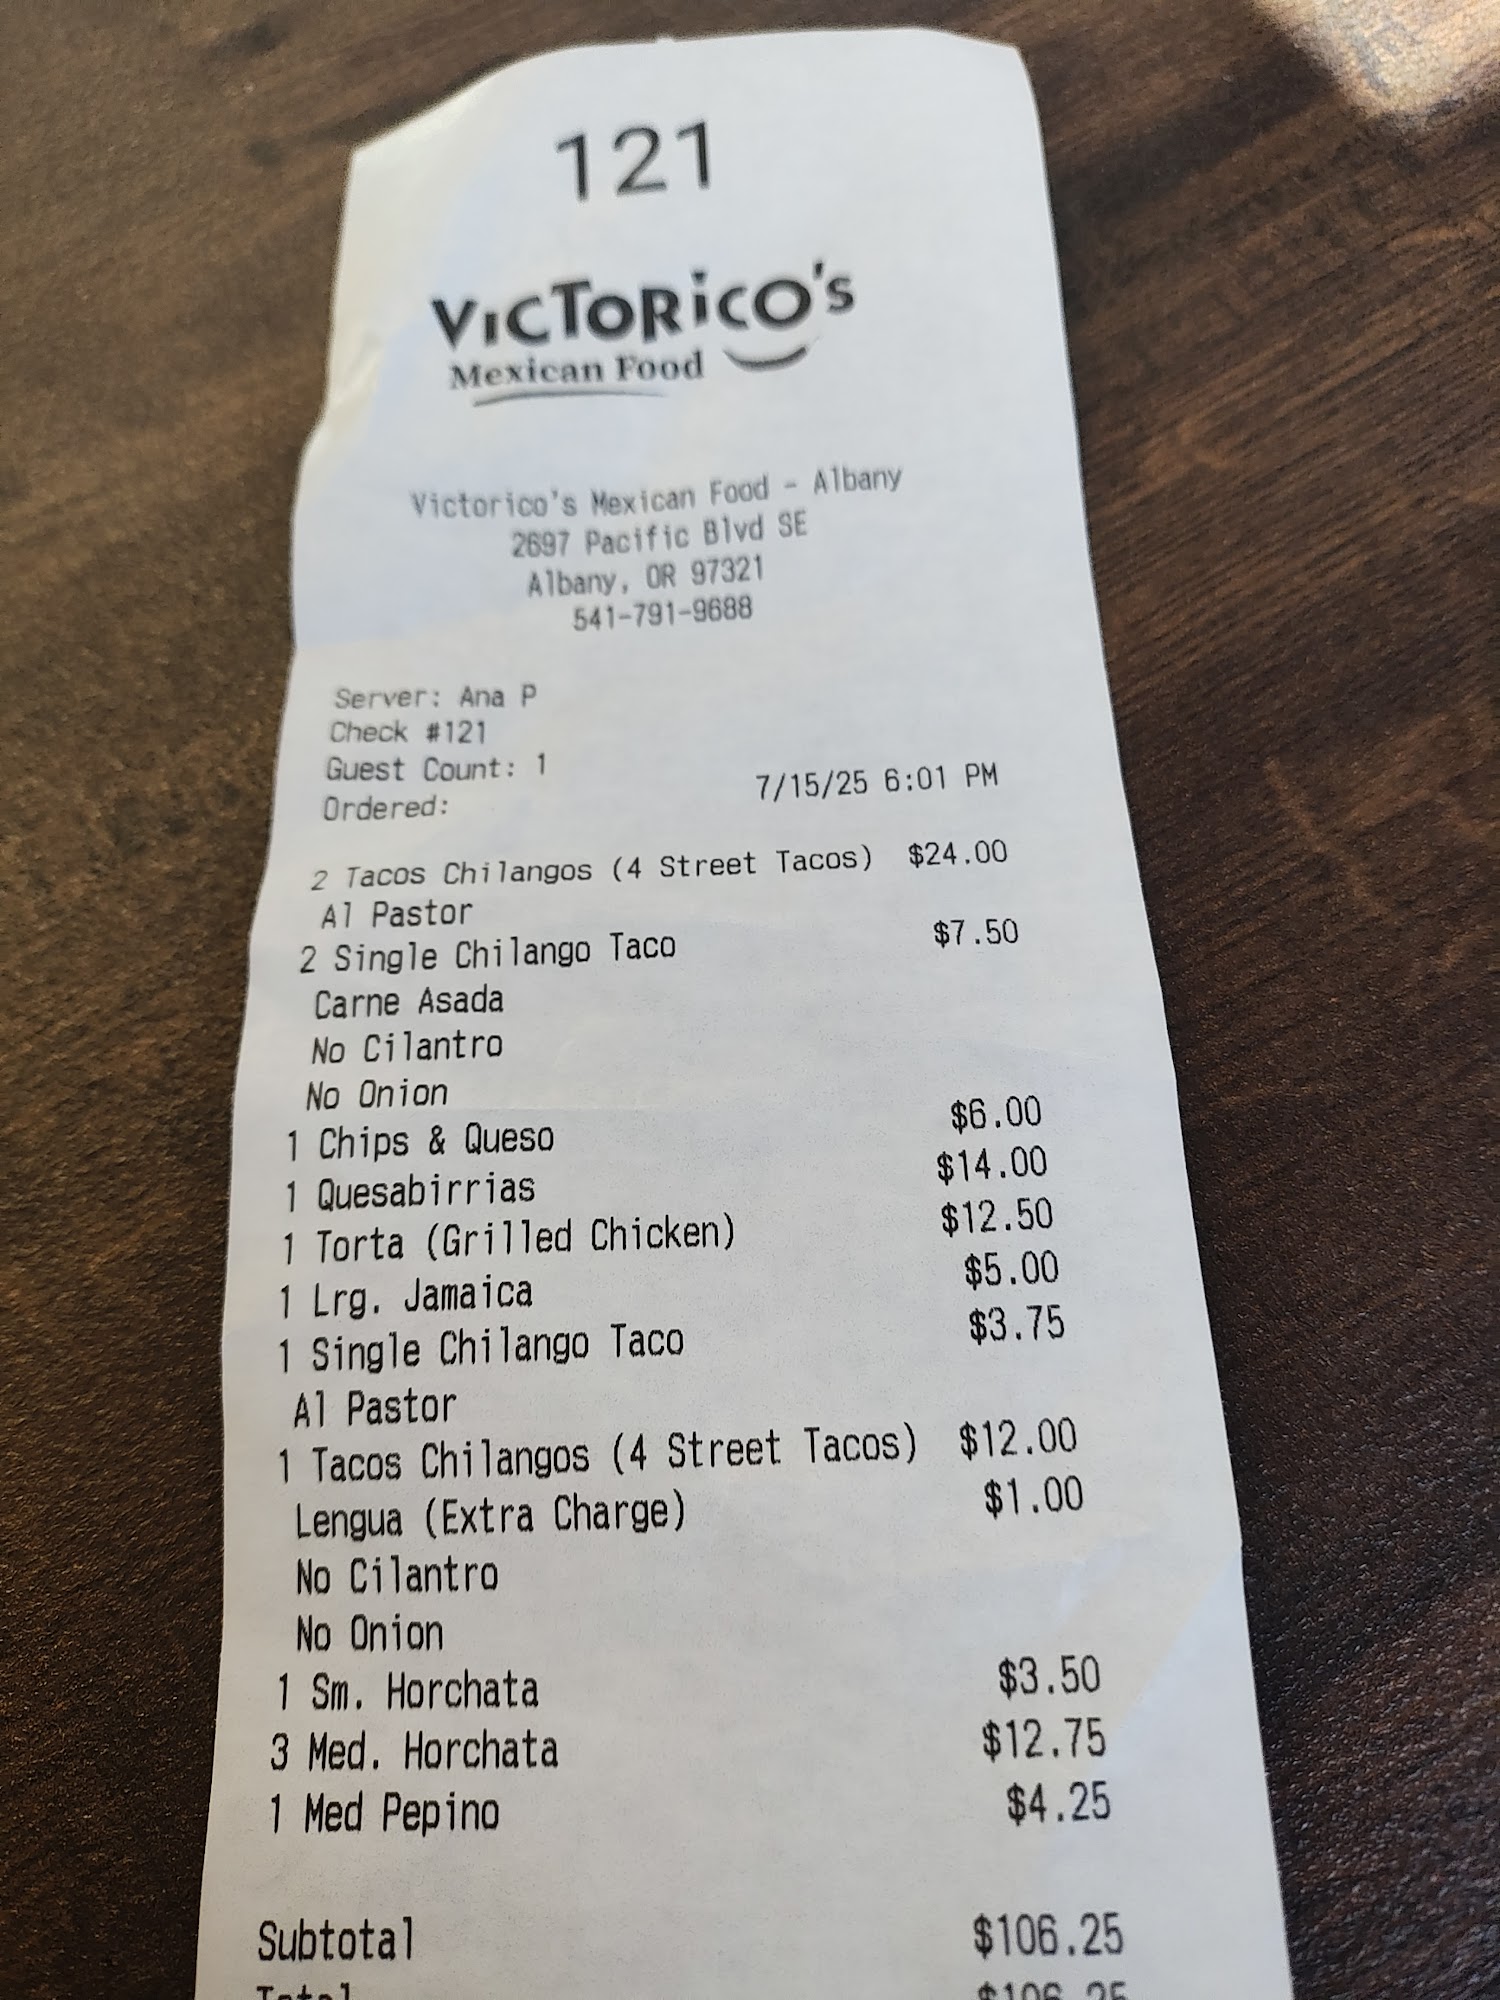 121
VICTORICO's
Mexican Food
Victorico's Mexican Food - Albany
2697 Pacific Blvd SE
Albany, OR 97321
541-791-9688
Server: Ana P
Check #121
Guest Count: 1
Ordered: 7/15/25 6:01 PM
2 Tacos Chilangos (4 Street Tacos) $24.00
Al Pastor
2 Single Chilango Taco $7.50
Carne Asada
No Cilantro
No Onion
1 Chips & Queso $6.00
1 Quesabirrias $14.00
1 Torta (Grilled Chicken) $12.50
1 Lrg. Jamaica $5.00
1 Single Chilango Taco $3.75
Al Pastor
1 Tacos Chilangos (4 Street Tacos) $12.00
Lengua (Extra Charge) $1.00
No Cilantro
No Onion
1 Sm. Horchata $3.50
3 Med. Horchata $12.75
1 Med Pepino $4.25
Subtotal $106.25
Total $106.25